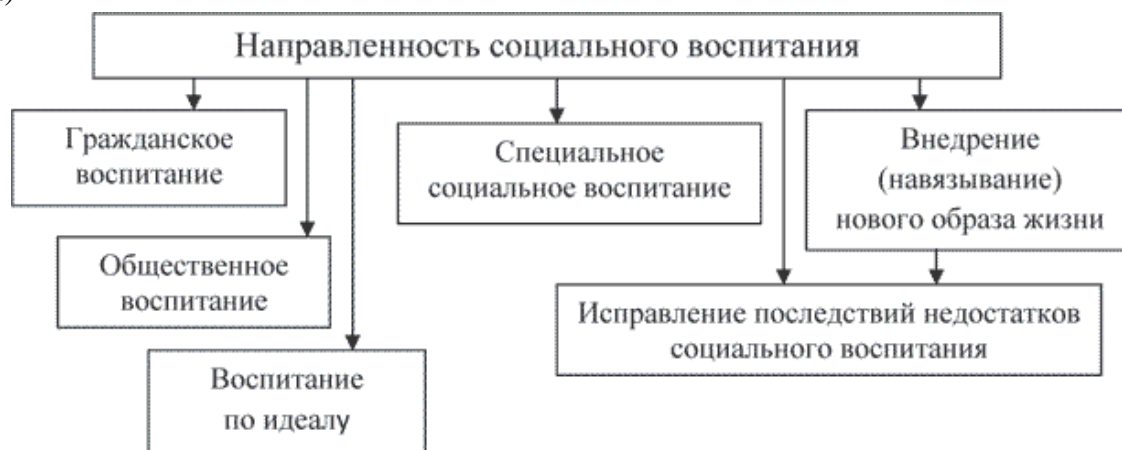 Направленность социального воспитания
Гражданское
воспитание
Специальное
социальное воспитание
Внедрение
(навязывание)
нового образа жизни
Общественное
воспитание
Исправление последствий недостатков
социального воспитания
Воспитание
по идеалу